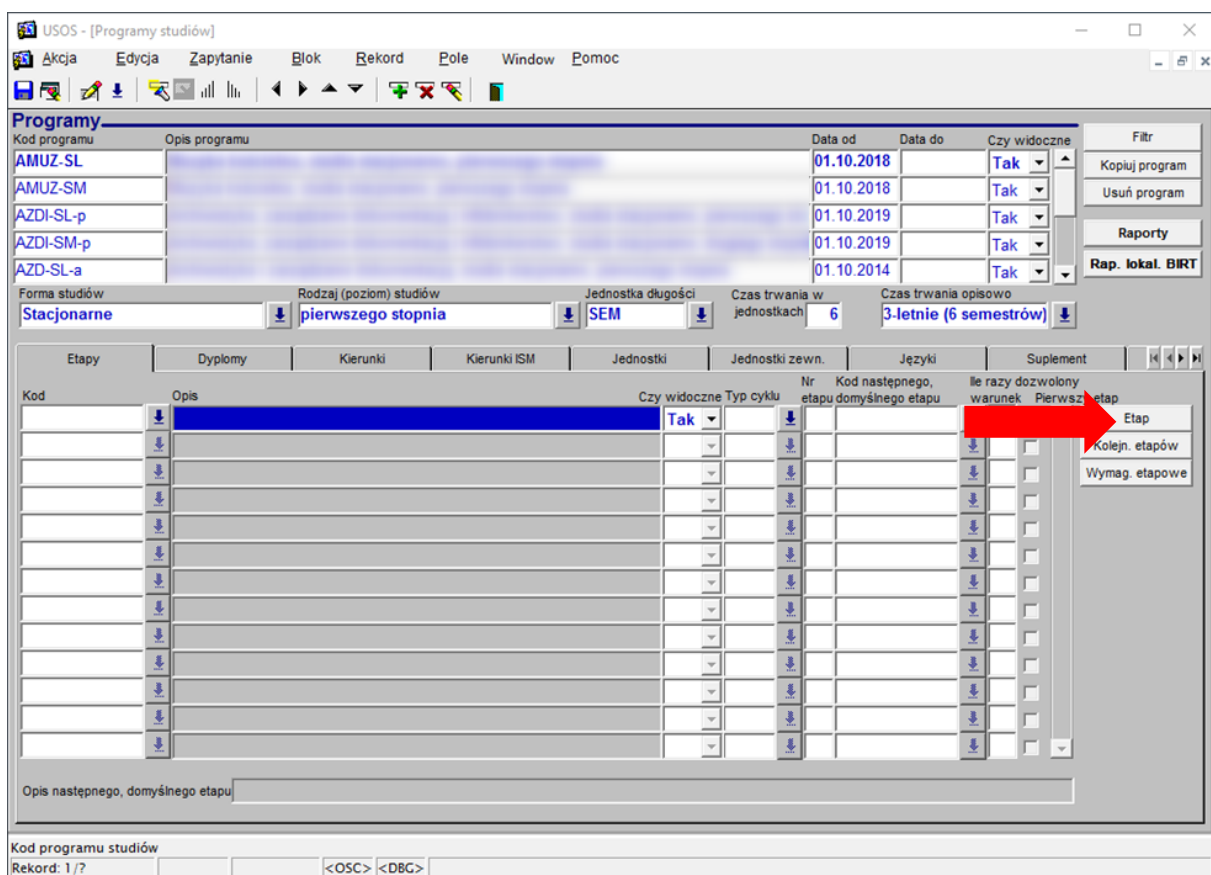 USOS - [Programy studiów]
Akcja Edycja Zapytanie Blok Rekord Pole Window Pomoc
Programy
Kod programu Opis programu Data od Data do Czy widoczne Filtr
AMUZ-SL 01.10.2018 Tak Kopiuj program
AMUZ-SM 01.10.2018 Tak Usuń program
AZDI-SL-p 01.10.2019 Tak
AZDI-SM-p 01.10.2019 Tak Raporty
AZD-SL-a 01.10.2014 Tak Rap. lokal. BIRT
Forma studiów Rodzaj (poziom) studiów Jednostka długości Czas trwania w jednostkach Czas trwania opisowo
Stacjonarne pierwszego stopnia SEM 6 3-letnie (6 semestrów)
Etapy Dyplomy Kierunki Kierunki ISM Jednostki Jednostki zewn. Języki Suplement
Kod Opis Czy widoczne Typ cyklu Nr etapu Kod następnego, domyślnego etapu Ile razy dozwolony warunek Pierwszy etap
Tak Etap
Kolejn. etapów
Wymag. etapowe
Opis następnego, domyślnego etapu
Kod programu studiów
Rekord: 1/? <OSC> <DBG>